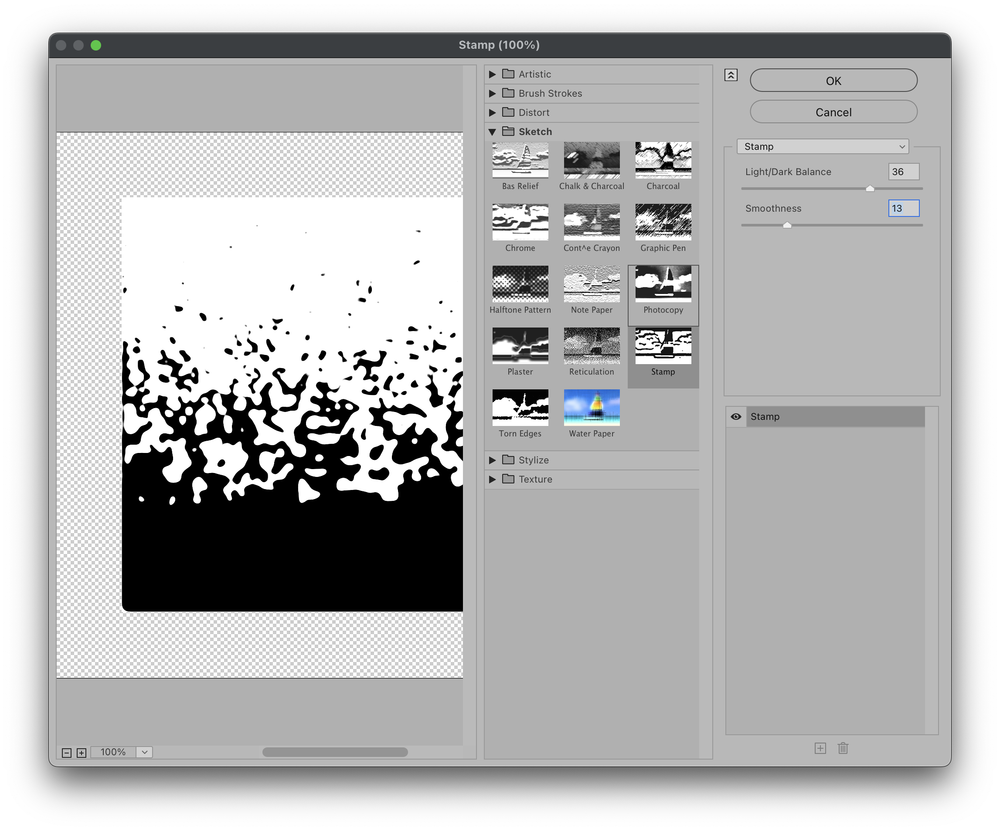 Stamp (100%)
Artistic
Brush Strokes
Distort
Sketch
Bas Relief
Chalk & Charcoal
Charcoal
Chrome
Cont^e Crayon
Graphic Pen
Halftone Pattern
Note Paper
Photocopy
Plaster
Reticulation
Stamp
Torn Edges
Water Paper
Stylize
Texture
100%
OK
Cancel
Stamp
Light/Dark Balance 36
Smoothness 13
Stamp